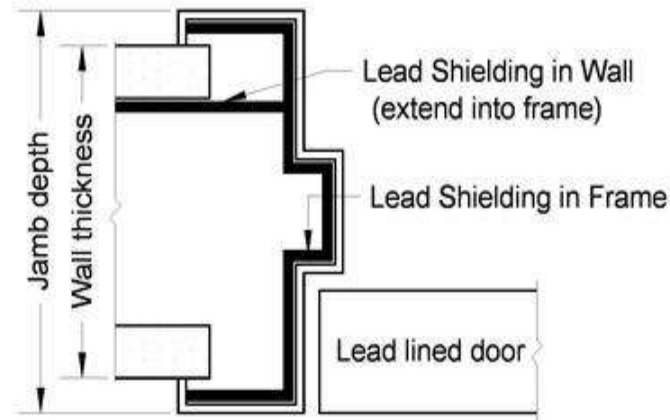 Jamb depth
Wall thickness
Lead Shielding in Wall
(extend into frame)
Lead Shielding in Frame
Lead lined door